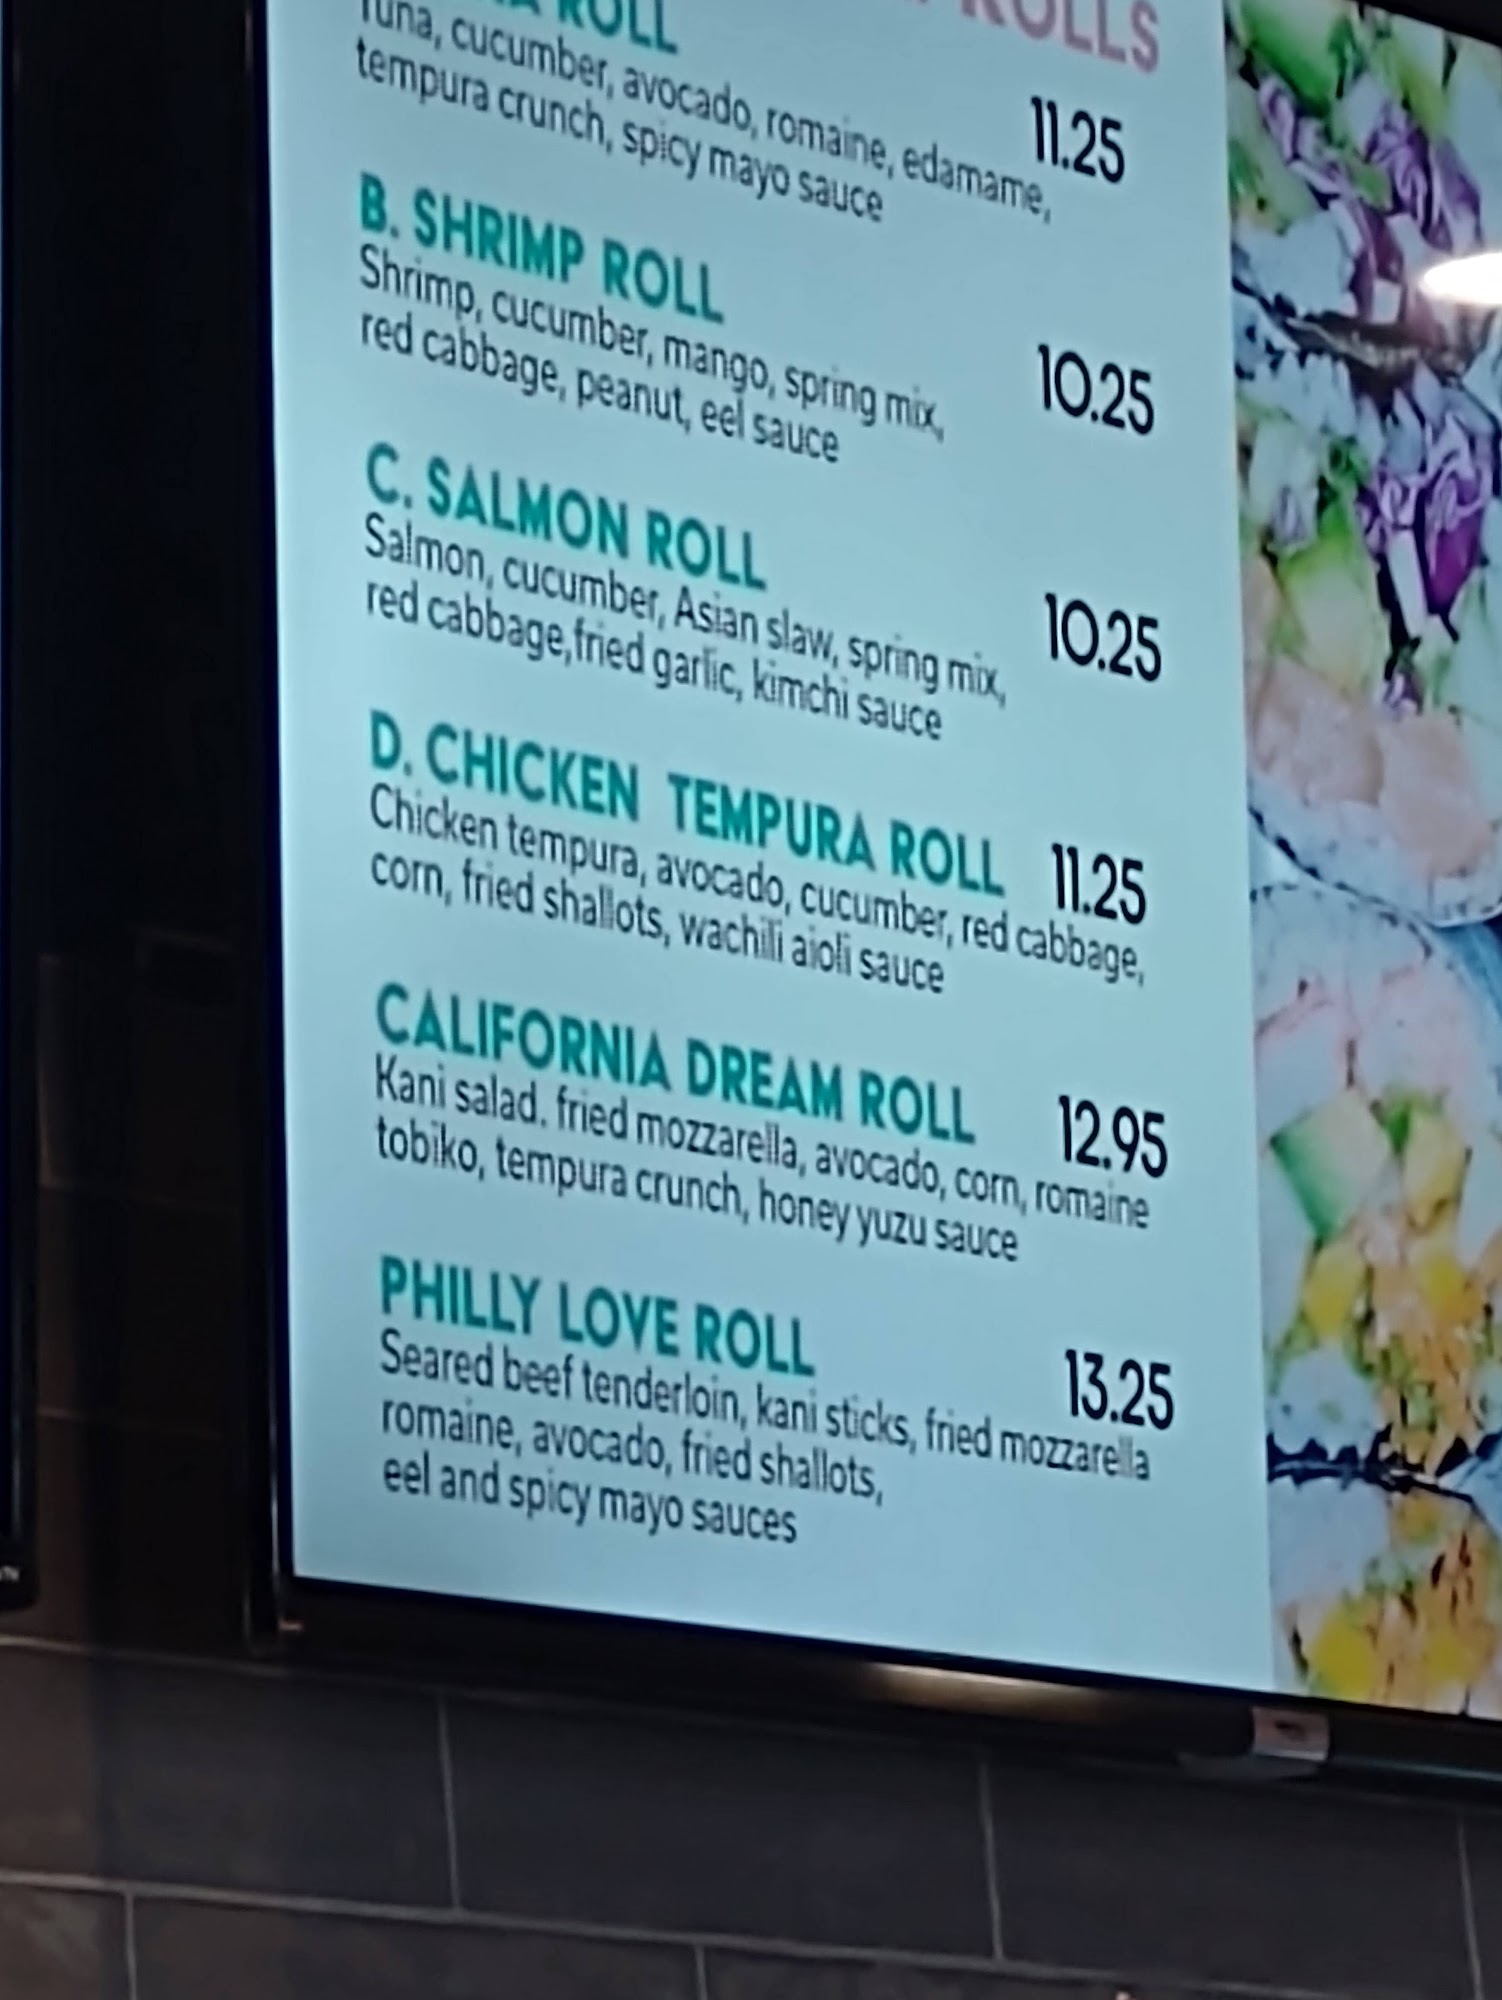 ROLLS
ROLL 11.25
Tuna, cucumber, avocado, romaine, edamame,
tempura crunch, spicy mayo sauce
B. SHRIMP ROLL 10.25
Shrimp, cucumber, mango, spring mix,
red cabbage, peanut, eel sauce
C. SALMON ROLL 10.25
Salmon, cucumber, Asian slaw, spring mix,
red cabbage,fried garlic, kimchi sauce
D. CHICKEN TEMPURA ROLL 11.25
Chicken tempura, avocado, cucumber, red cabbage,
corn, fried shallots, wachili aioli sauce
CALIFORNIA DREAM ROLL 12.95
Kani salad. fried mozzarella, avocado, corn, romaine
tobiko, tempura crunch, honey yuzu sauce
PHILLY LOVE ROLL 13.25
Seared beef tenderloin, kani sticks, fried mozzarella
romaine, avocado, fried shallots,
eel and spicy mayo sauces